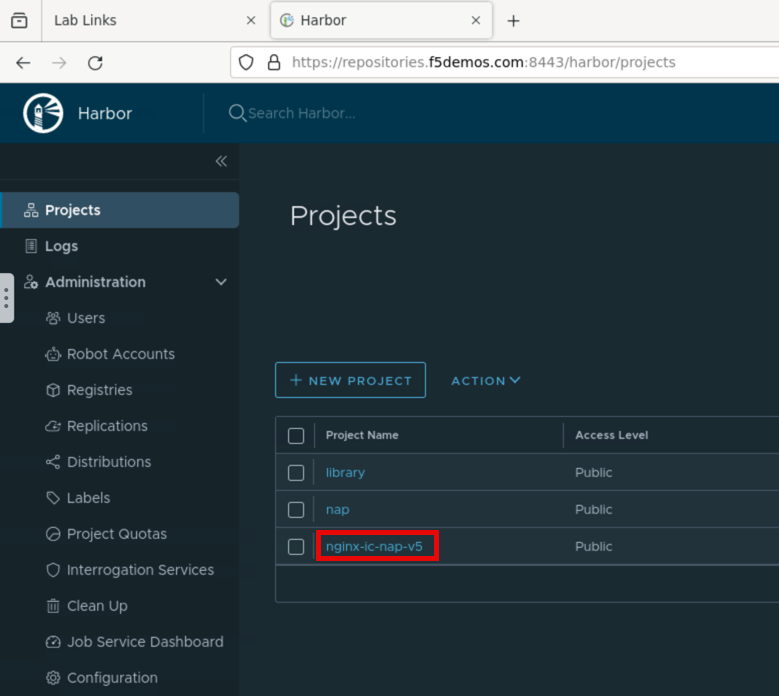 Lab Links
Harbor
https://repositories.f5demos.com:8443/harbor/projects
Harbor
Search Harbor...
Projects
Logs
Administration
Users
Robot Accounts
Registries
Replications
Distributions
Labels
Project Quotas
Interrogation Services
Clean Up
Job Service Dashboard
Configuration
Projects
+ NEW PROJECT ACTION
Project Name Access Level
library Public
nap Public
nginx-ic-nap-v5 Public